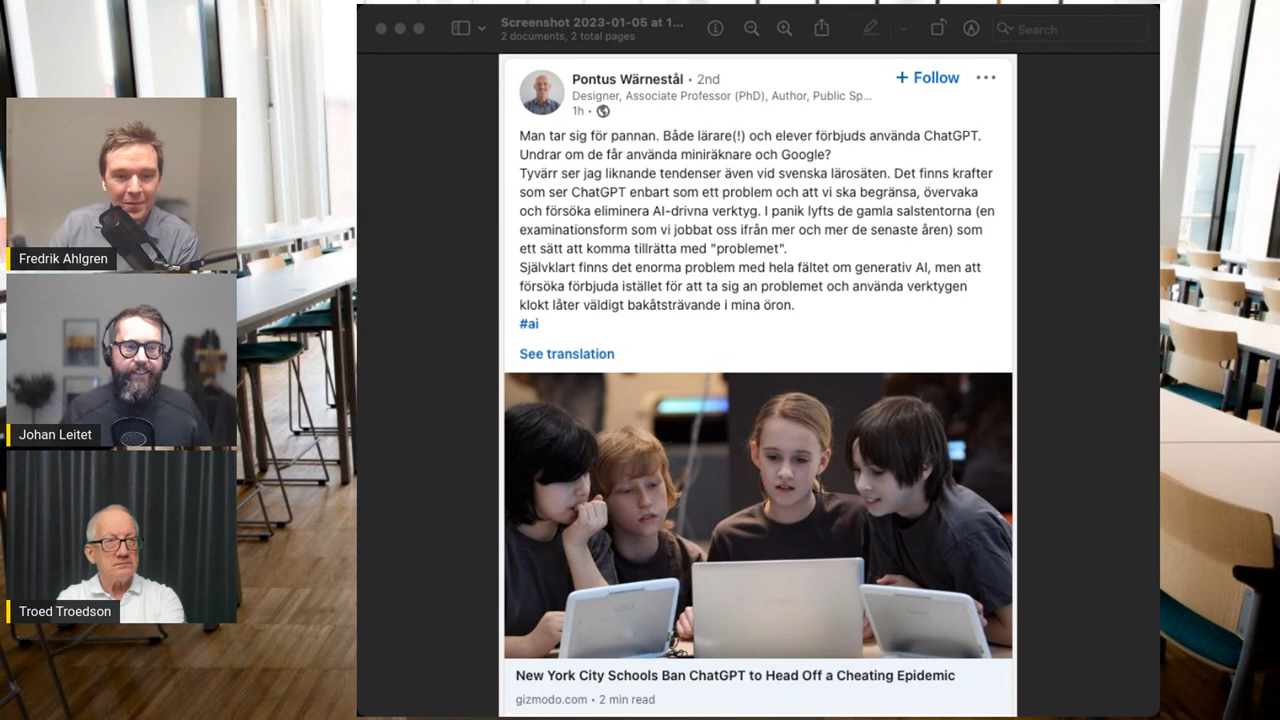 Screenshot 2023-01-05 at 1...
2 documents, 2 total pages
Search
Pontus Wärnestål • 2nd
+ Follow
Designer, Associate Professor (PhD), Author, Public Sp...
1h •
Man tar sig för pannan. Både lärare(!) och elever förbjuds använda ChatGPT.
Undrar om de får använda miniräknare och Google?
Tyvärr ser jag liknande tendenser även vid svenska lärosäten. Det finns krafter
som ser ChatGPT enbart som ett problem och att vi ska begränsa, övervaka
och försöka eliminera AI-drivna verktyg. I panik lyfts de gamla salstentorna (en
examinationsform som vi jobbat oss ifrån mer och mer de senaste åren) som
ett sätt att komma tillrätta med "problemet".
Självklart finns det enorma problem med hela fältet om generativ AI, men att
försöka förbjuda istället för att ta sig an problemet och använda verktygen
klokt låter väldigt bakåtsträvande i mina öron.
#ai
See translation
New York City Schools Ban ChatGPT to Head Off a Cheating Epidemic
gizmodo.com • 2 min read
Fredrik Ahlgren
Johan Leitet
Troed Troedson